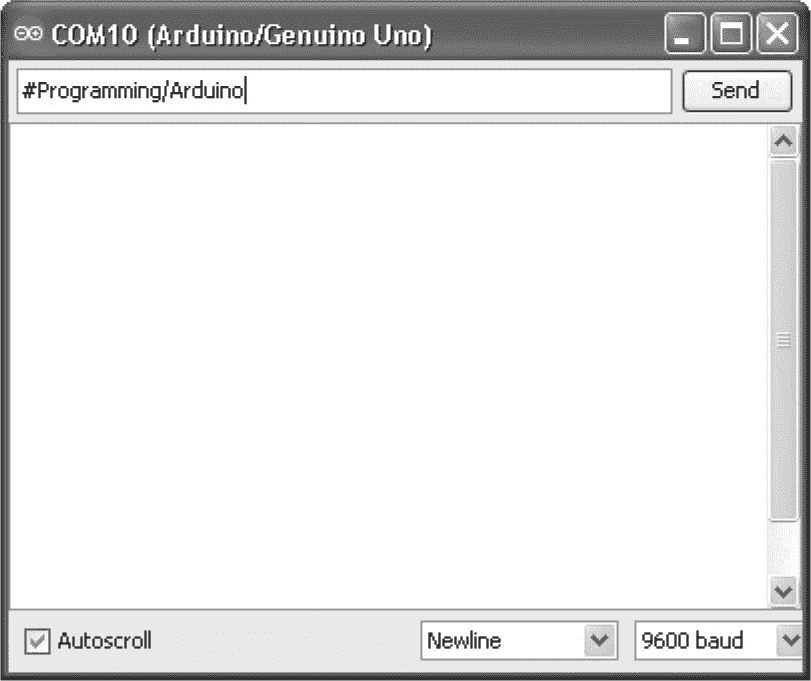 COM10 (Arduino/Genuino Uno)
#Programming/Arduino
Send
Autoscroll
Newline
9600 baud